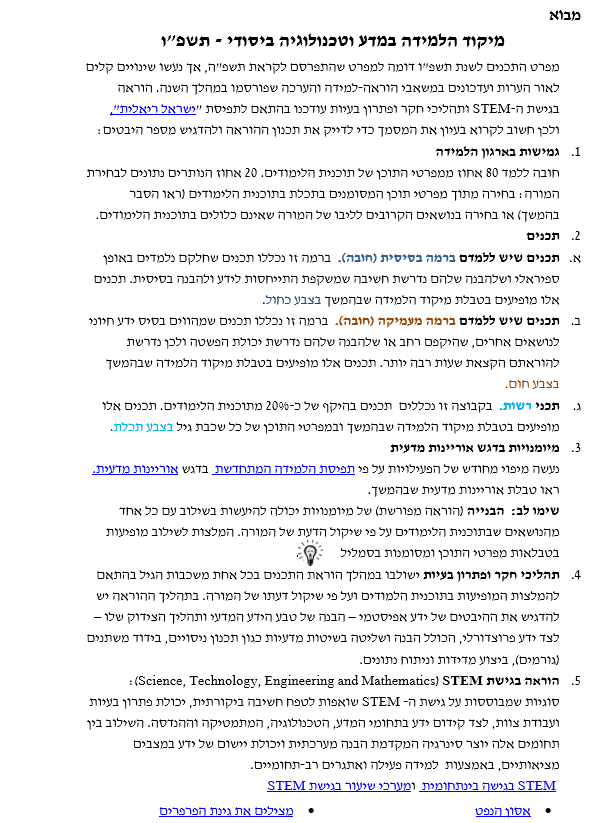 מבוא
מיקוד הלמידה במדע וטכנולוגיה ביסודי - תשפ״ו
מפרט התכנים לשנת תשפ״ו דומה למפרט שהתפרסם לקראת תשפ״ה, אך נעשו שינויים קלים
לאור הערות ועדכונים במשאבי הוראה-למידה והערכה שפורסמו במהלך השנה. הוראה
בגישת ה-STEM ותהליכי חקר ופתרון בעיות עודכנו בהתאם לתפיסת ״ישראל ריאלית״,
ולכן חשוב לקרוא בעיון את המסמך כדי לדייק את תכנון ההוראה ולהדגיש מספר היבטים:
1. גמישות בארגון הלמידה
חובה ללמד 80 אחוז ממפרטי התוכן של תוכנית הלימודים. 20 אחוז הנותרים נתונים לבחירת
המורה: בחירה מתוך מפרטי תוכן המסומנים בתכלת בתוכנית הלימודים (ראו הסבר
בהמשך) או בחירה בנושאים הקרובים לליבו של המורה שאינם כלולים בתוכנית הלימודים.
2. תכנים
א. תכנים שיש ללמדם ברמה בסיסית (חובה). ברמה זו נכללו תכנים שחלקם נלמדים באופן
ספיראלי ושלהבנה שלהם נדרשת חשיבה שמשקפת התייחסות לידע ולהבנה בסיסית. תכנים
אלו מופיעים בטבלת מיקוד הלמידה שבהמשך בצבע כחול.
ב. תכנים שיש ללמדם ברמה מעמיקה (חובה). ברמה זו נכללו תכנים שמהווים בסיס ידע חיוני
לנושאים אחרים, שהיקפם רחב או שלהבנה שלהם נדרשת יכולת הפשטה ולכן נדרשת
להוראתם הקצאת שעות רבה יותר. תכנים אלו מופיעים בטבלת מיקוד הלמידה שבהמשך
בצבע חום.
ג. תכני רשות. בקבוצה זו נכללים תכנים בהיקף של כ-20% מתוכנית הלימודים. תכנים אלו
מופיעים בטבלת מיקוד הלמידה שבהמשך ובמפרטי התוכן של כל שכבת גיל בצבע תכלת.
3. מיומנויות בדגש אוריינות מדעית
נעשה מיפוי מחודש של הפעילויות על פי תפיסת הלמידה המתחדשת בדגש אוריינות מדעית.
ראו טבלת אוריינות מדעית שבהמשך.
שימו לב: הבנייה (הוראה מפורשת) של מיומנויות יכולה להיעשות בשילוב עם כל אחד
מהנושאים שבתוכנית הלימודים על פי שיקול הדעת של המורה. המלצות לשילוב מופיעות
בטבלאות מפרטי התוכן ומסומנות בסמליל
4. תהליכי חקר ופתרון בעיות ישולבו במהלך הוראת התכנים בכל אחת משכבות הגיל בהתאם
להמלצות המופיעות בתוכנית הלמודים ועל פי שיקול דעתו של המורה. בתהליך ההוראה יש
להדגיש את ההיבטים של ידע אפיסטמי – הבנה של טבע הידע המדעי ותהליך הצידוק שלו –
לצד ידע פרוצדורלי, הכולל הבנה ושליטה בשיטות מדעיות כגון תכנון ניסויים, בידוד משתנים
(גורמים), ביצוע מדידות וניתוח נתונים.
5. הוראה בגישת STEM (Science, Technology, Engineering and Mathematics):
סוגיות שמבוססות על גישת ה- STEM שואפות לטפח חשיבה ביקורתית, יכולת פתרון בעיות
ועבודת צוות, לצד קידום ידע בתחומי המדע, הטכנולוגיה, המתמטיקה וההנדסה. השילוב בין
תחומים אלה יוצר סינרגיה המקדמת הבנה מערכתית ויכולת יישום של ידע במצבים
מציאותיים, באמצעות למידה פעילה ואתגרים רב-תחומיים.
STEM בגישה בינתחומית ומערכי שיעור בגישת STEM
• אסון הנפט • מצילים את גינת הפרפרים